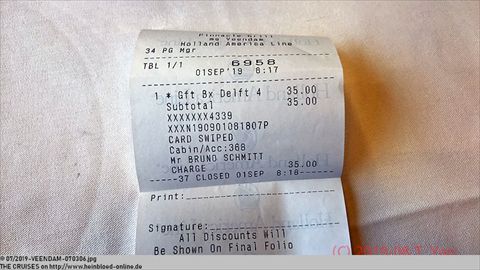 Pinnacle Grill
ms Veendam
Holland America Line
34 PG Mgr
TBL 1/1 6958
01SEP'19 8:17
1 * Gft Bx Delft 4 35.00
Subtotal 35.00
XXXXXXX4339
XXXN190901081807P
CARD SWIPED
Cabin/Acc:368
Mr BRUNO SCHMITT
CHARGE 35.00
-----37 CLOSED 01SEP 8:18-----
Print:
Signature:
All Discounts Will
Be Shown On Final Folio
© 07/2019-VEENDAM-070306.jpg
THE CRUISES on http://www.heinbloed-online.de